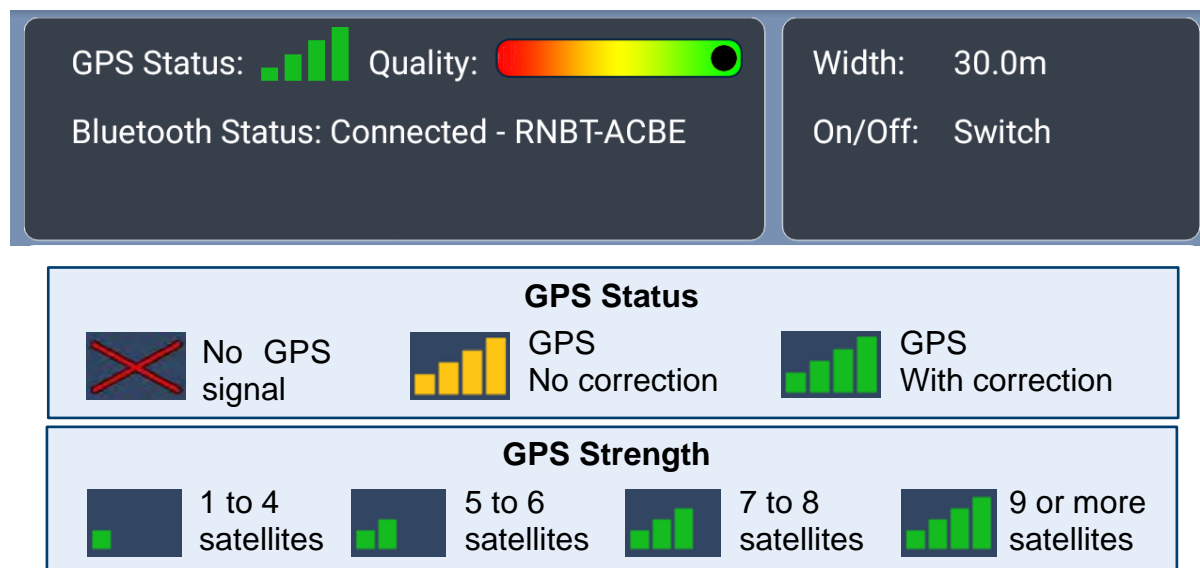 GPS Status: Quality:
Width: 30.0m
Bluetooth Status: Connected - RNBT-ACBE
On/Off: Switch
GPS Status
No GPS
signal
GPS
No correction
GPS
With correction
GPS Strength
1 to 4
satellites
5 to 6
satellites
7 to 8
satellites
9 or more
satellites